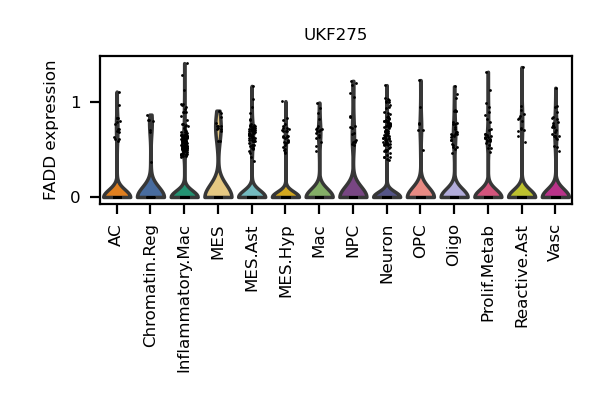 UKF275
FADD expression
1
0
AC
Chromatin.Reg
Inflammatory.Mac
MES
MES.Ast
MES.Hyp
Mac
NPC
Neuron
OPC
Oligo
Prolif.Metab
Reactive.Ast
Vasc